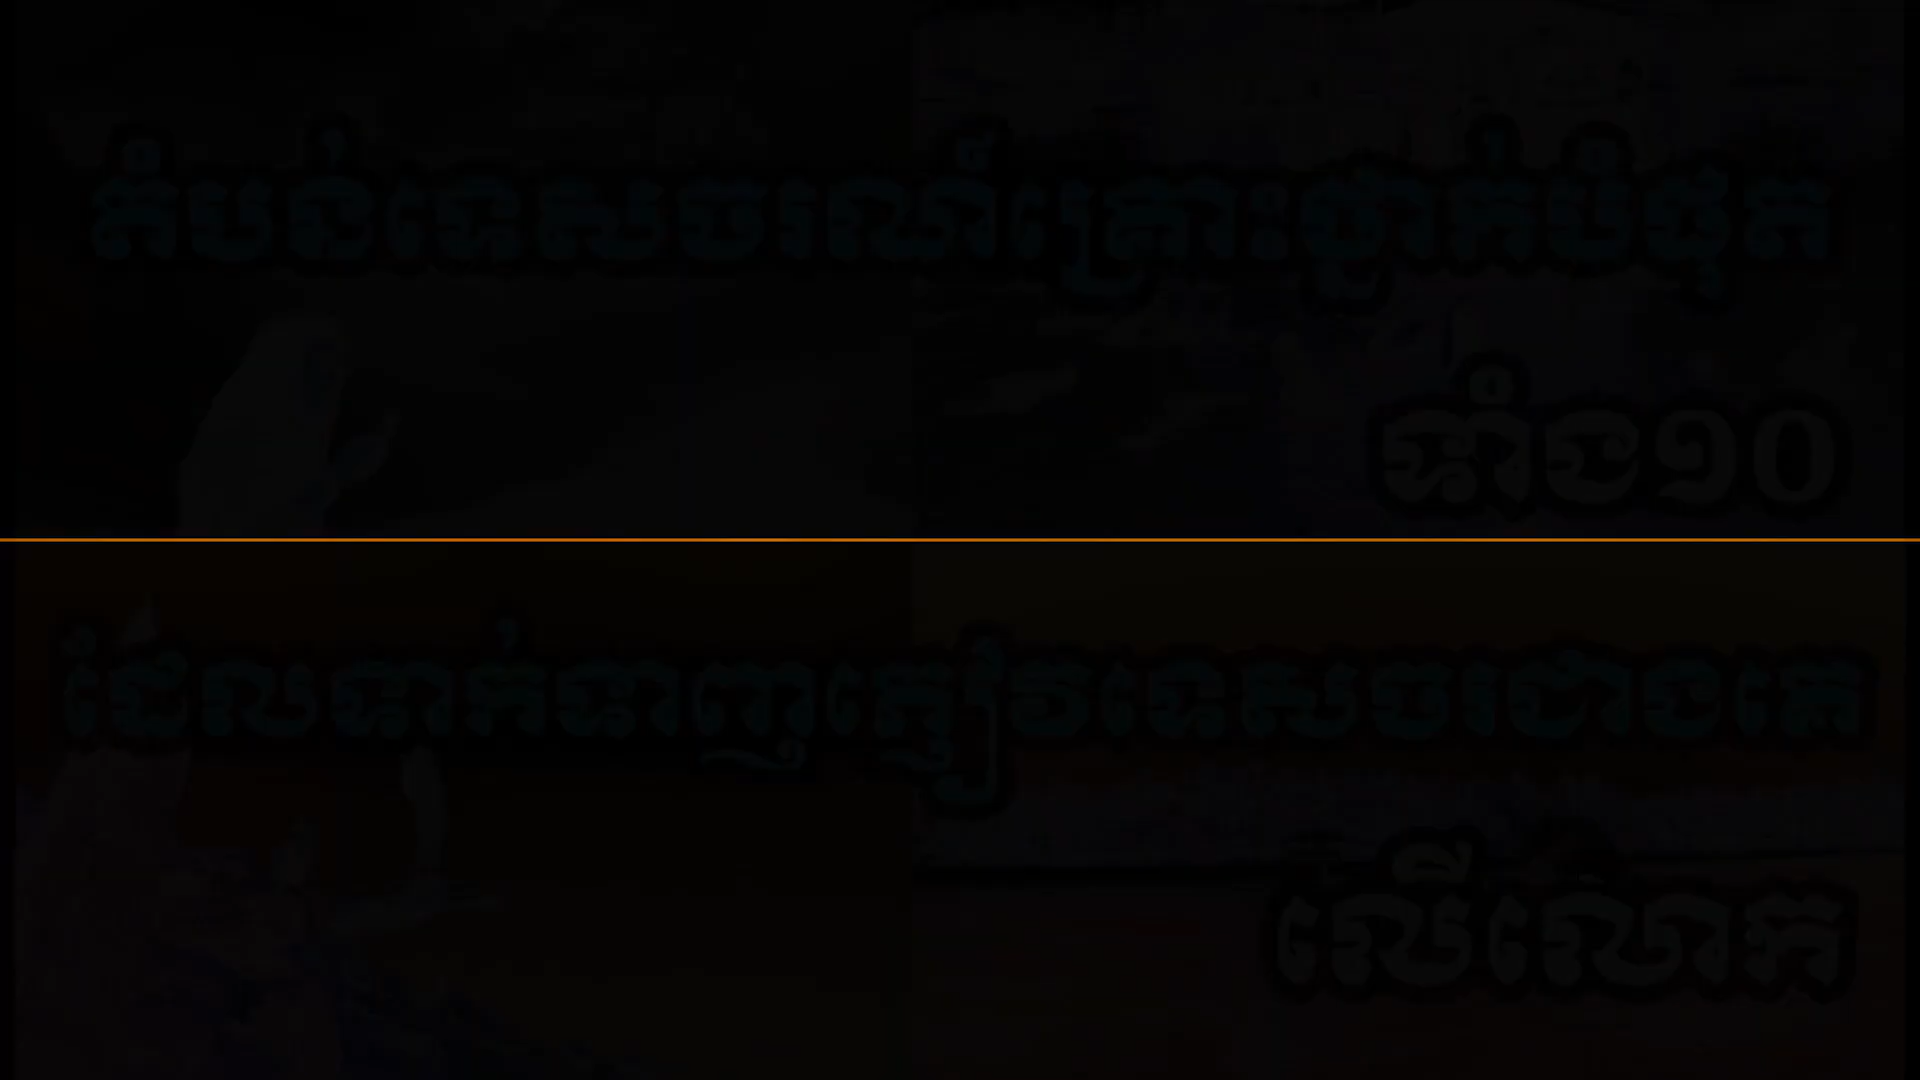 តំបន់ទេសចរណ៍គ្រោះថ្នាក់បំផុត
ទាំង១០
ដែលទាក់ទាញភ្ញៀវទេសចរជាងគេ
លើលោក